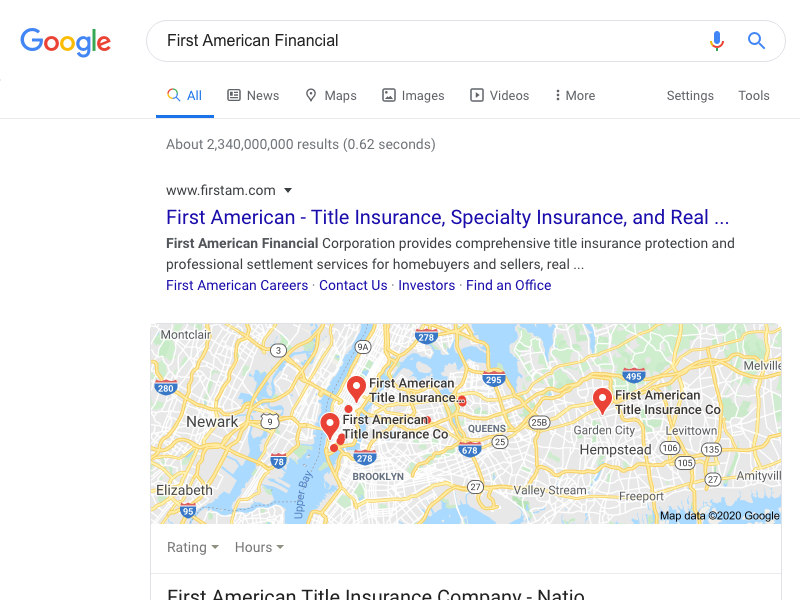 Google
First American Financial
All
News
Maps
Images
Videos
More
Settings
Tools
About 2,340,000,000 results (0.62 seconds)
www.firstam.com
First American - Title Insurance, Specialty Insurance, and Real ...
First American Financial Corporation provides comprehensive title insurance protection and
professional settlement services for homebuyers and sellers, real ...
First American Careers · Contact Us · Investors · Find an Office
Montclair
278
9A
3
Melville
280
295
495
First American
Title Insurance...
First American
Title Insurance Co
Newark
9
First American
Title Insurance Co
QUEENS
25B
Garden City
Levittown
25
78
278
678
Hempstead
106
135
105
BROOKLYN
27
27
Amityvill
Elizabeth
Upper Bay
Valley Stream
Freeport
95
Map data ©2020 Google
Rating
Hours
First American Title Insurance Company - Natio...